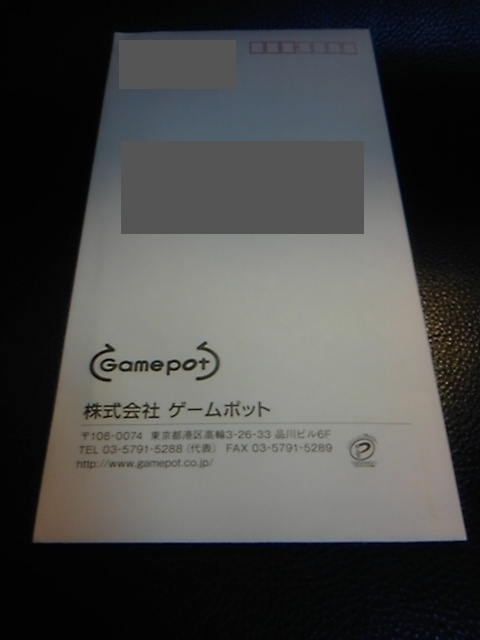 Gamepot
株式会社 ゲームポット
〒108-0074 東京都港区高輪3-26-33 品川ビル6F
TEL 03-5791-5288(代表) FAX 03-5791-5289
http://www.gamepot.co.jp/